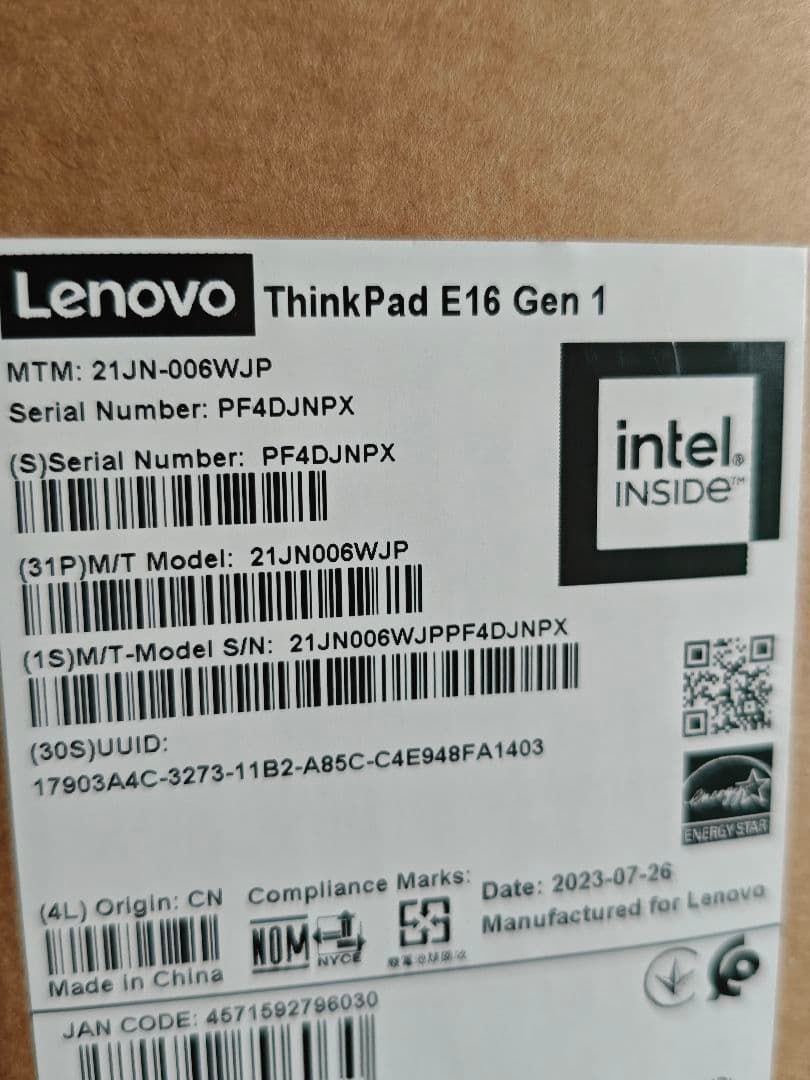 Lenovo ThinkPad E16 Gen 1
MTM: 21JN-006WJP
Serial Number: PF4DJNPX
(S)Serial Number: PF4DJNPX
intel®
INSIDe™
(31P)M/T Model: 21JN006WJP
(1S)M/T-Model S/N: 21JN006WJPPF4DJNPX
(30S)UUID:
17903A4C-3273-11B2-A85C-C4E948FA1403
energy
ENERGY STAR
(4L) Origin: CN
Made in China
Compliance Marks:
NOM
NYCE
Date: 2023-07-26
Manufactured for Lenovo
JAN CODE: 4571592796030